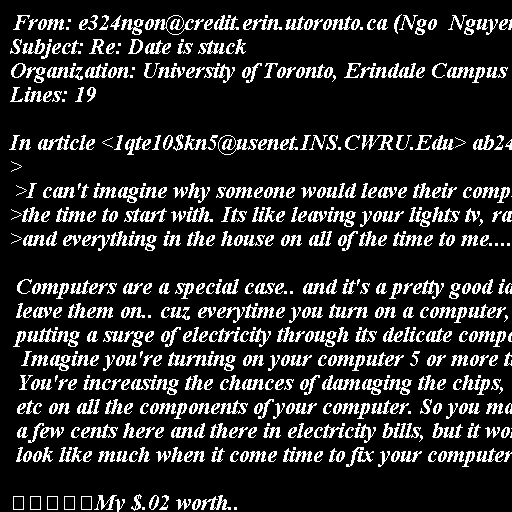 From: e324ngon@credit.erin.utoronto.ca (Ngo Nguyen
Subject: Re: Date is stuck
Organization: University of Toronto, Erindale Campus
Lines: 19

In article <1qte10$kn5@usenet.INS.CWRU.Edu> ab24
>
>I can't imagine why someone would leave their comp
>the time to start with. Its like leaving your lights tv, ra
>and everything in the house on all of the time to me....

Computers are a special case.. and it's a pretty good id
leave them on.. cuz everytime you turn on a computer,
putting a surge of electricity through its delicate compo
Imagine you're turning on your computer 5 or more t
You're increasing the chances of damaging the chips,
etc on all the components of your computer. So you ma
a few cents here and there in electricity bills, but it wo
look like much when it come time to fix your computer

My $.02 worth..